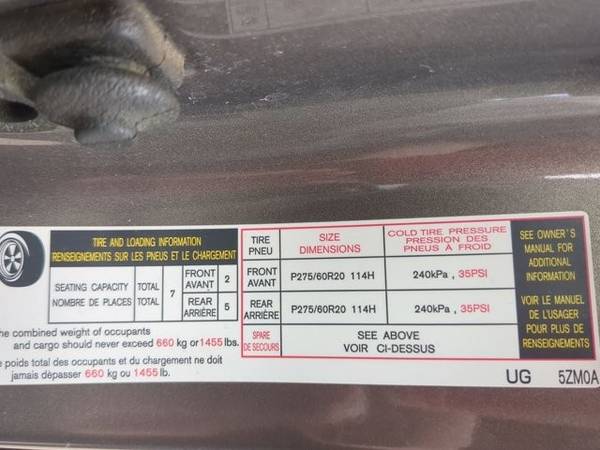 TIRE AND LOADING INFORMATION
RENSEIGNEMENTS SUR LES PNEUS ET LE CHARGEMENT
SEATING CAPACITY TOTAL 7 FRONT AVANT 2
NOMBRE DE PLACES TOTAL REAR ARRIÈRE 5
he combined weight of occupants
and cargo should never exceed 660 kg or 1455 lbs.
e poids total des occupants et du chargement ne doit
jamais dépasser 660 kg ou 1455 lb.
TIRE PNEU SIZE DIMENSIONS COLD TIRE PRESSURE PRESSION DES PNEUS À FROID
FRONT AVANT P275/60R20 114H 240kPa , 35PSI
REAR ARRIÈRE P275/60R20 114H 240kPa , 35PSI
SPARE DE SECOURS SEE ABOVE VOIR CI-DESSUS
SEE OWNER'S
MANUAL FOR
ADDITIONAL
INFORMATION
VOIR LE MANUEL
DE L'USAGER
POUR PLUS DE
RENSEIGNEMENTS
UG 5ZM0A